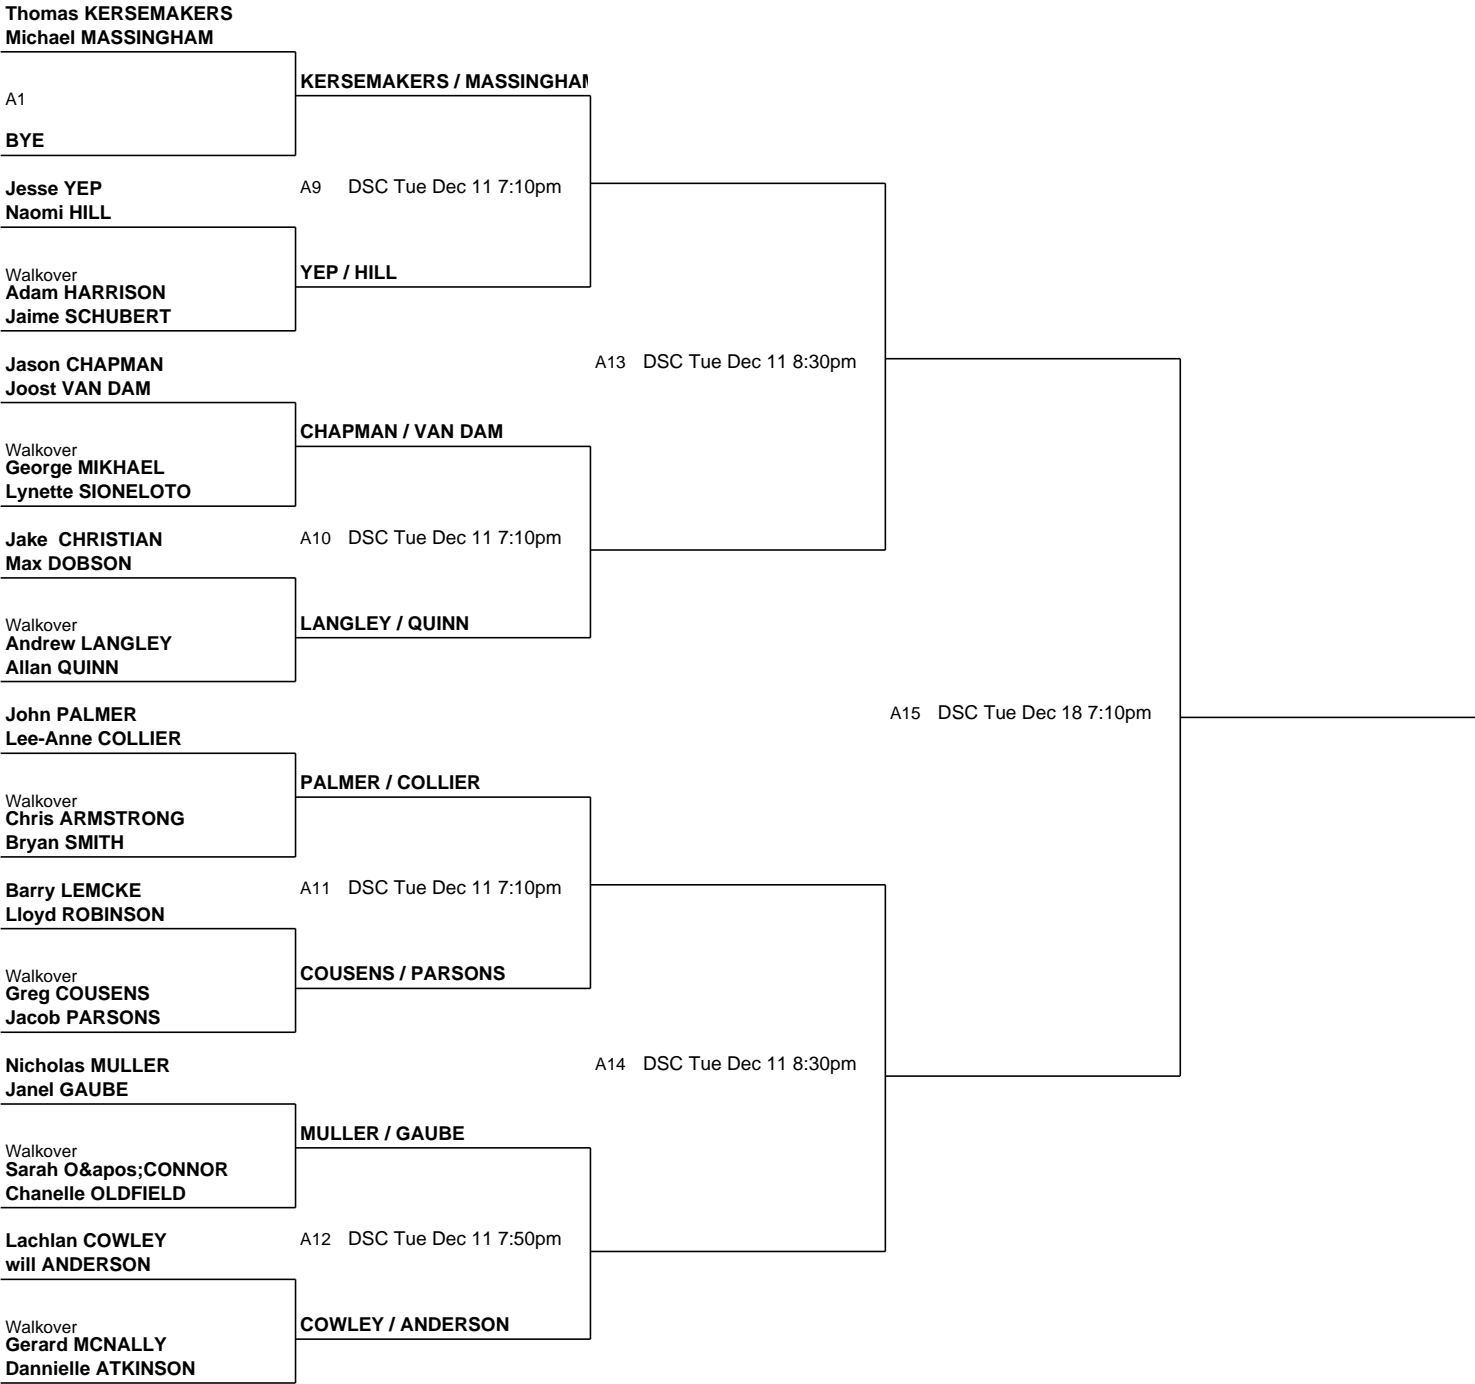 Thomas KERSEMAKERS
Michael MASSINGHAM
KERSEMAKERS / MASSINGHAM
A1
BYE
Jesse YEP
Naomi HILL
A9 DSC Tue Dec 11 7:10pm
Walkover
Adam HARRISON
Jaime SCHUBERT
YEP / HILL
Jason CHAPMAN
Joost VAN DAM
A13 DSC Tue Dec 11 8:30pm
CHAPMAN / VAN DAM
Walkover
George MIKHAEL
Lynette SIONELOTO
Jake  CHRISTIAN
Max DOBSON
A10 DSC Tue Dec 11 7:10pm
Walkover
Andrew LANGLEY
Allan QUINN
LANGLEY / QUINN
John PALMER
Lee-Anne COLLIER
A15 DSC Tue Dec 18 7:10pm
PALMER / COLLIER
Walkover
Chris ARMSTRONG
Bryan SMITH
Barry LEMCKE
Lloyd ROBINSON
A11 DSC Tue Dec 11 7:10pm
Walkover
Greg COUSENS
Jacob PARSONS
COUSENS / PARSONS
Nicholas MULLER
Janel GAUBE
A14 DSC Tue Dec 11 8:30pm
MULLER / GAUBE
Walkover
Sarah O&apos;CONNOR
Chanelle OLDFIELD
Lachlan COWLEY
will ANDERSON
A12 DSC Tue Dec 11 7:50pm
Walkover
Gerard MCNALLY
Dannielle ATKINSON
COWLEY / ANDERSON